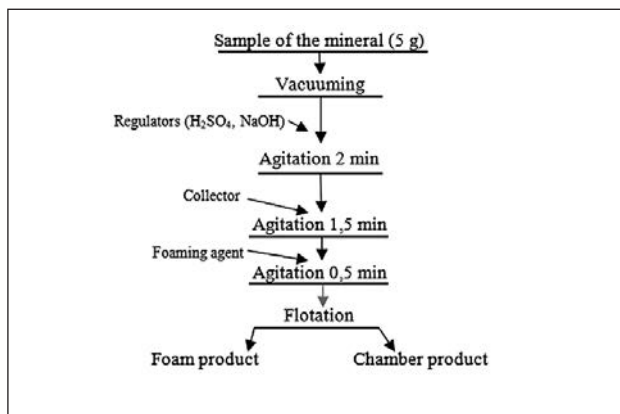 Sample of the mineral (5 g)
Vacuuming
Regulators (H₂SO₄, NaOH)
Agitation 2 min
Collector
Agitation 1,5 min
Foaming agent
Agitation 0,5 min
Flotation
Foam product
Chamber product